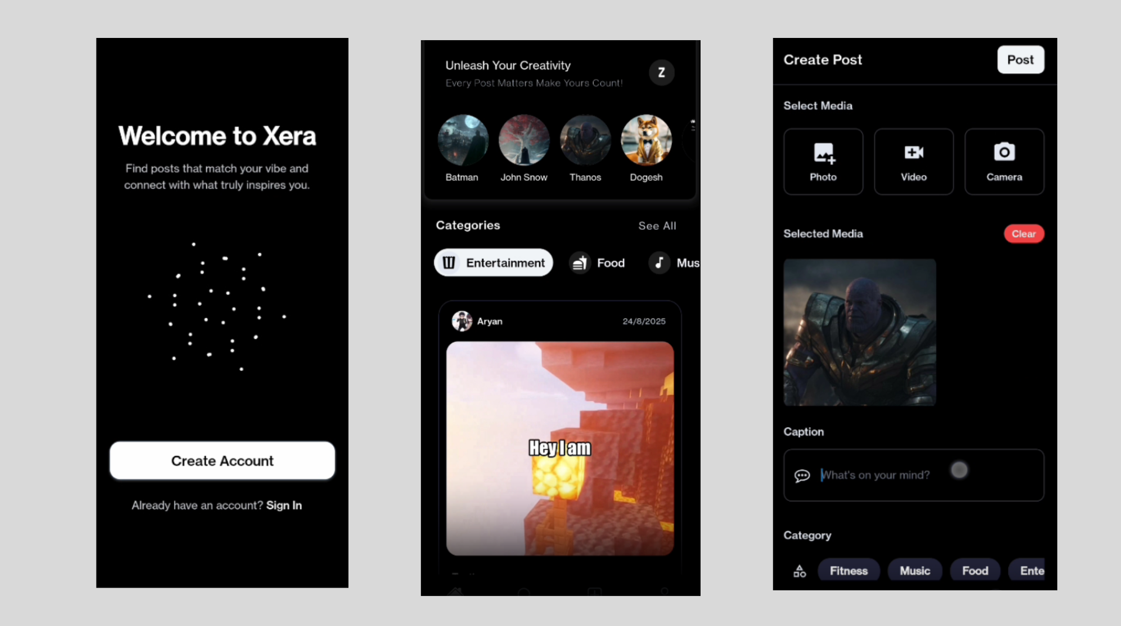 Welcome to Xera
Find posts that match your vibe and
connect with what truly inspires you.
Create Account
Already have an account? Sign In
Unleash Your Creativity
Every Post Matters Make Yours Count!
Z
Batman
John Snow
Thanos
Dogesh
Categories
See All
Entertainment
Food
Mus
Aryan
24/8/2025
Hey I am
Create Post
Post
Select Media
Photo
Video
Camera
Selected Media
Clear
Caption
What's on your mind?
Category
Fitness
Music
Food
Ente